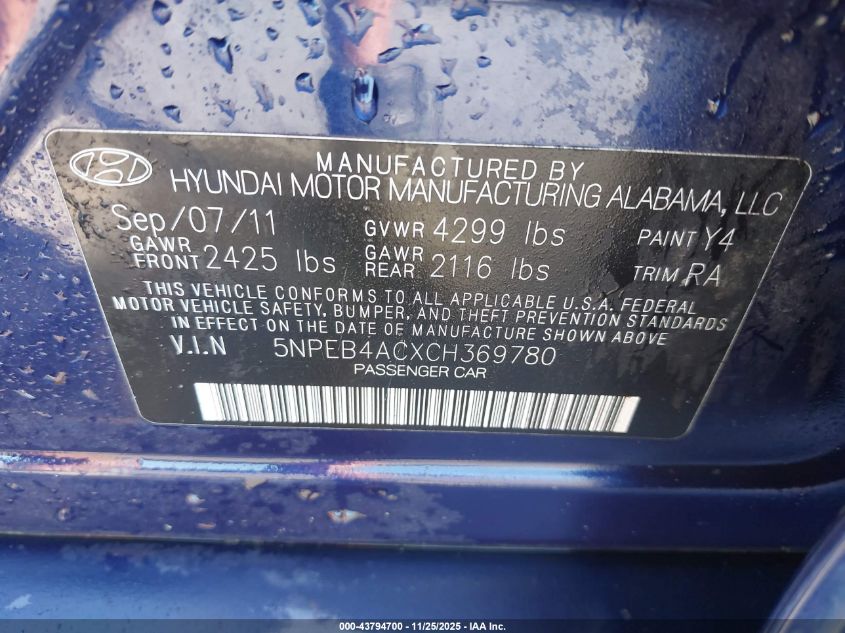 MANUFACTURED BY
HYUNDAI MOTOR MANUFACTURING ALABAMA, LLC
Sep/07/11 GVWR 4299 lbs PAINT Y4
GAWR FRONT 2425 lbs GAWR REAR 2116 lbs TRIM RA
THIS VEHICLE CONFORMS TO ALL APPLICABLE U.S.A. FEDERAL
MOTOR VEHICLE SAFETY, BUMPER, AND THEFT PREVENTION STANDARDS
IN EFFECT ON THE DATE OF MANUFACTURE SHOWN ABOVE
V.I.N 5NPEB4ACXCH369780
PASSENGER CAR
000-43794700 - 11/25/2025 - IAA Inc.